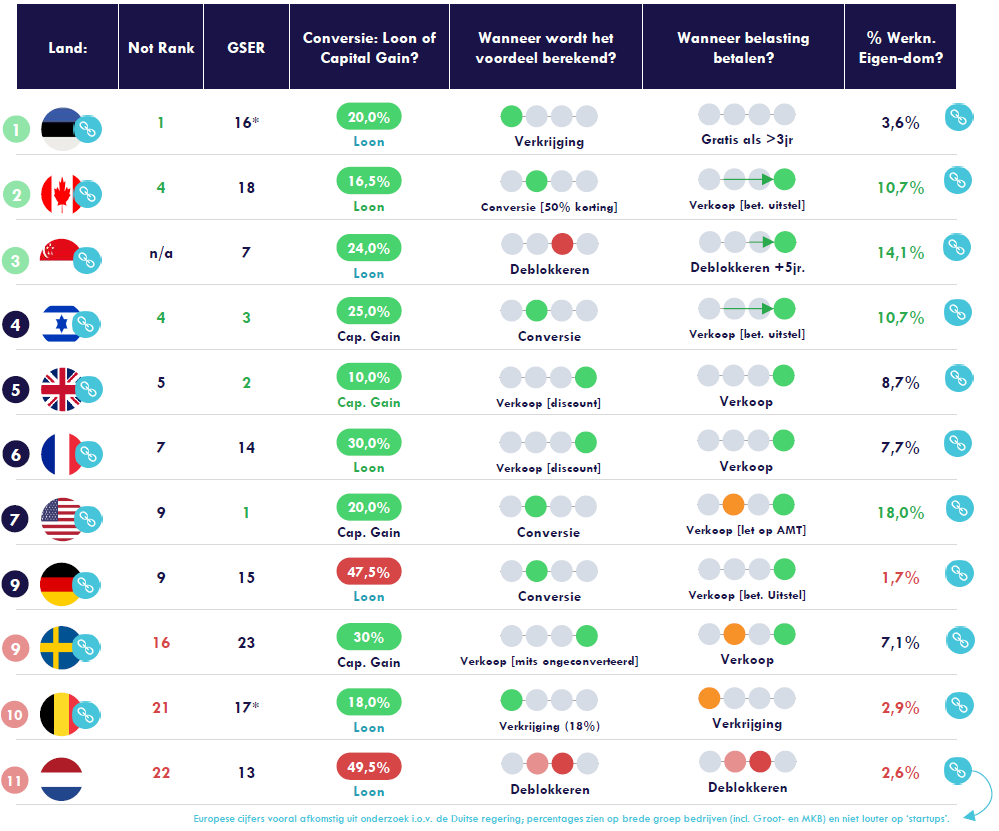 Land:
Not Rank
GSER
Conversie: Loon of
Capital Gain?
Wanneer wordt het
voordeel berekend?
Wanneer belasting
betalen?
% Werkn.
Eigen-dom?
1
1
16*
20,0%
Loon
Verkrijging
Gratis als >3jr
3,6%
2
4
18
16,5%
Loon
Conversie [50% korting]
Verkoop [bet. uitstel]
10,7%
3
n/a
7
24,0%
Loon
Deblokkeren
Deblokkeren +5jr.
14,1%
4
4
3
25,0%
Cap. Gain
Conversie
Verkoop [bet. uitstel]
10,7%
5
5
2
10,0%
Cap. Gain
Verkoop [discount]
Verkoop
8,7%
6
7
14
30,0%
Loon
Verkoop [discount]
Verkoop
7,7%
7
9
1
20,0%
Cap. Gain
Conversie
Verkoop [let op AMT]
18,0%
9
9
15
47,5%
Loon
Conversie
Verkoop [bet. Uitstel]
1,7%
9
16
23
30%
Cap. Gain
Verkoop [mits ongeconverteerd]
Verkoop
7,1%
10
21
17*
18,0%
Loon
Verkrijging (18%)
Verkrijging
2,9%
11
22
13
49,5%
Loon
Deblokkeren
Deblokkeren
2,6%
Europese cijfers vooral afkomstig uit onderzoek i.o.v. de Duitse regering; percentages zien op brede groep bedrijven (incl. Groot- en MKB) en niet louter op 'startups'.